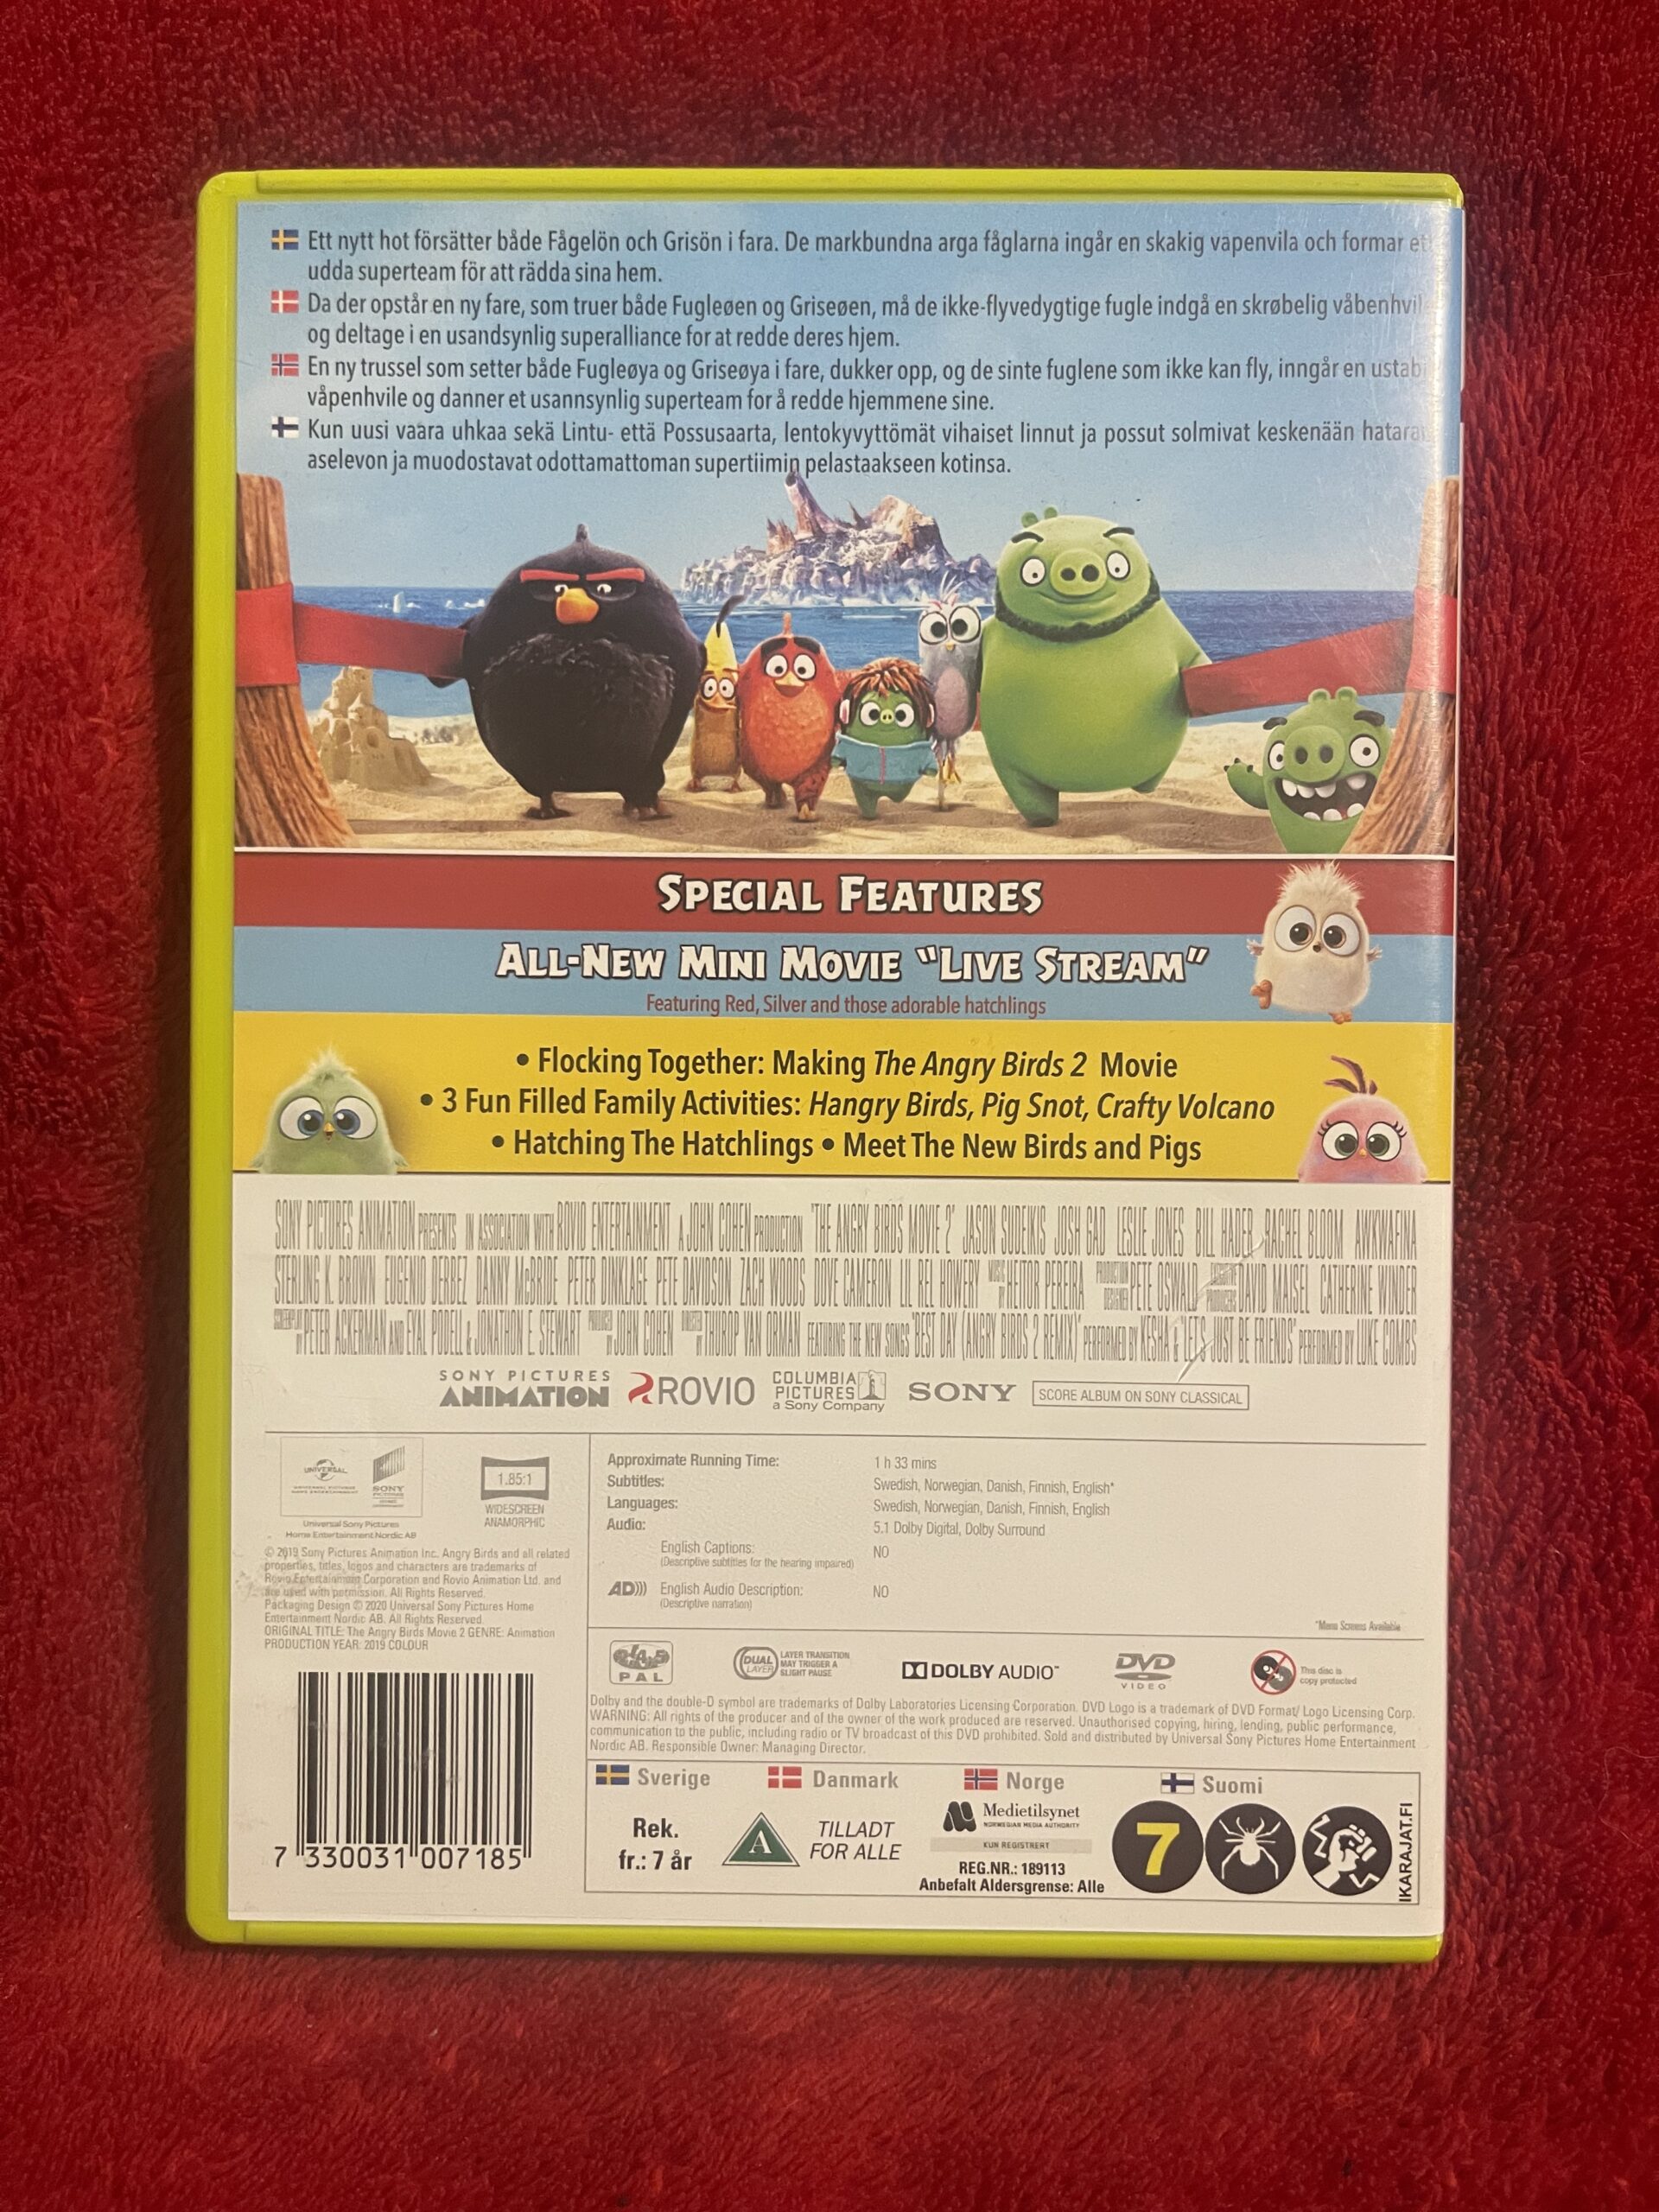 Ett nytt hot försätter både Fågelön och Grisön i fara. De markbundna arga fåglarna ingår en skakig vapenvila och formar et
udda superteam för att rädda sina hem.
Da der opstår en ny fare, som truer både Fugleøen og Griseøen, må de ikke-flyvedygtige fugle indgå en skrøbelig våbenhvil
og deltage i en usandsynlig superalliance for at redde deres hjem.
En ny trussel som setter både Fugleøya og Griseøya i fare, dukker opp, og de sinte fuglene som ikke kan fly, inngår en ustabi
våpenhvile og danner et usannsynlig superteam for å redde hjemmene sine.
Kun uusi vaara uhkaa sekä Lintu- että Possusaarta, lentokyvyttömät vihaiset linnut ja possut solmivat keskenään hatara
aselevon ja muodostavat odottamattoman supertiimin pelastaakseen kotinsa.
SPECIAL FEATURES
ALL-NEW MINI MOVIE "LIVE STREAM"
Featuring Red, Silver and those adorable hatchlings
• Flocking Together: Making The Angry Birds 2 Movie
• 3 Fun Filled Family Activities: Hangry Birds, Pig Snot, Crafty Volcano
• Hatching The Hatchlings • Meet The New Birds and Pigs
SONY PICTURES ANIMATION PRESENTS IN ASSOCIATION WITH ROVIO ENTERTAINMENT A JOHN COHEN PRODUCTION "THE ANGRY BIRDS MOVIE 2" JASON SUDEIKIS JOSH GAD LESLIE JONES BILL HADER RACHEL BLOOM AWKWAFINA
STERLING K. BROWN EUGENIO DERBEZ DANNY McBRIDE PETER DINKLAGE PETE DAVIDSON ZACH WOODS DOVE CAMERON LIL REL HOWERY MUSIC BY HEITOR PEREIRA PRODUCTION DESIGNER PETE OSWALD EXECUTIVE PRODUCERS DAVID MAISEL CATHERINE WINDER
SCREENPLAY BY PETER ACKERMAN AND EYAL PODELL & JONATHON E. STEWART PRODUCED BY JOHN COHEN DIRECTED BY THUROP VAN ORMAN FEATURING THE NEW SONGS "BEST DAY (ANGRY BIRDS 2 REMIX)" PERFORMED BY KESHA & "LET'S JUST BE FRIENDS" PERFORMED BY LUKE COMBS
SONY PICTURES
ANIMATION
ROVIO
COLUMBIA
PICTURES
a Sony Company
SONY
SCORE ALBUM ON SONY CLASSICAL
UNIVERSAL
SONY
PICTURES
Universal Sony Pictures
Home Entertainment Nordic AB
1.85:1
WIDESCREEN
ANAMORPHIC
© 2019 Sony Pictures Animation Inc. Angry Birds and all related
properties, titles, logos and characters are trademarks of
Rovio Entertainment Corporation and Rovio Animation Ltd. and
are used with permission. All Rights Reserved.
Packaging Design © 2020 Universal Sony Pictures Home
Entertainment Nordic AB. All Rights Reserved.
ORIGINAL TITLE: The Angry Birds Movie 2 GENRE: Animation
PRODUCTION YEAR: 2019 COLOUR
Approximate Running Time: 1 h 33 mins
Subtitles: Swedish, Norwegian, Danish, Finnish, English*
Languages: Swedish, Norwegian, Danish, Finnish, English
Audio: 5.1 Dolby Digital, Dolby Surround
English Captions: NO
(Descriptive subtitles for the hearing impaired)
AD))) English Audio Description: NO
(Descriptive narration)
*Menu Screens Available
PAL
DUAL
LAYER
LAYER TRANSITION
MAY TRIGGER A
SLIGHT PAUSE
DOLBY AUDIO™
DVD
VIDEO
This disc is
copy protected
Dolby and the double-D symbol are trademarks of Dolby Laboratories Licensing Corporation. DVD Logo is a trademark of DVD Format/ Logo Licensing Corp.
WARNING: All rights of the producer and of the owner of the work produced are reserved. Unauthorised copying, hiring, lending, public performance,
communication to the public, including radio or TV broadcast of this DVD prohibited. Sold and distributed by Universal Sony Pictures Home Entertainment
Nordic AB. Responsible Owner: Managing Director.
7 330031 007185
Sverige
Rek.
fr.: 7 år
Danmark
A
TILLADT
FOR ALLE
Norge
Medietilsynet
NORWEGIAN MEDIA AUTHORITY
KUN REGISTRERT
REG.NR.: 189113
Anbefalt Aldersgrense: Alle
Suomi
7
IKARAJAT.FI